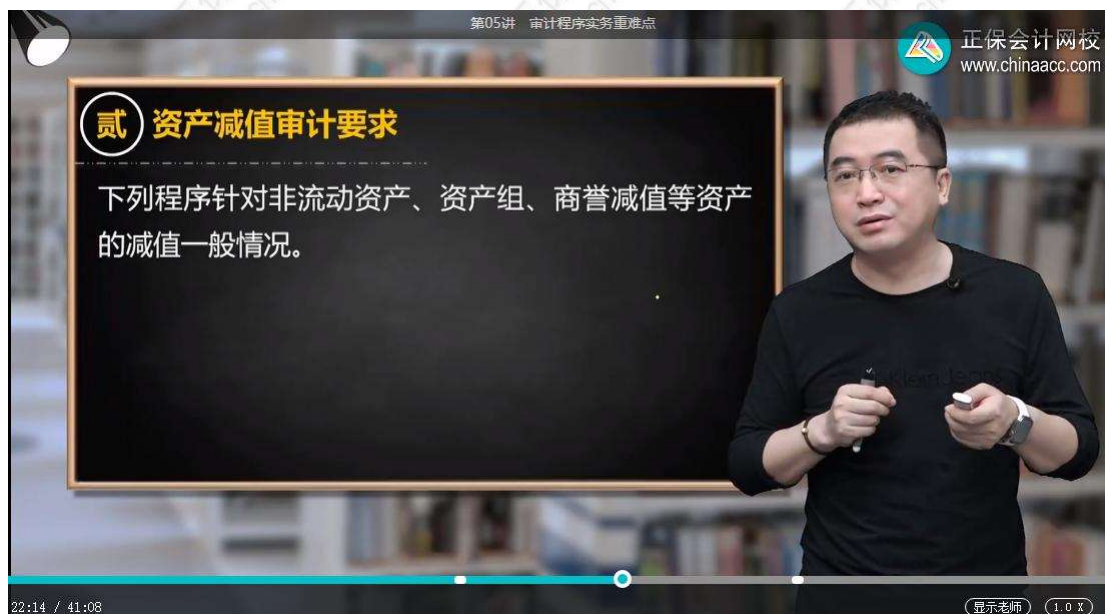 第05讲 审计程序实务重难点
正保会计网校
www.chinaacc.com
贰 资产减值审计要求
下列程序针对非流动资产、资产组、商誉减值等资产
的减值一般情况。
22:14 / 41:08
显示老师
1.0 X